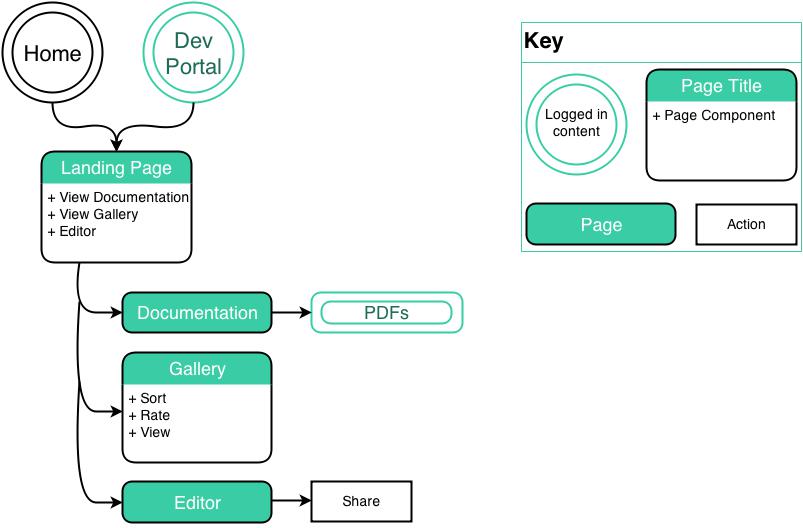 Home
Dev
Portal
Landing Page
+ View Documentation
+ View Gallery
+ Editor
Documentation
PDFs
Gallery
+ Sort
+ Rate
+ View
Editor
Share
Key
Logged in
content
Page Title
+ Page Component
Page
Action